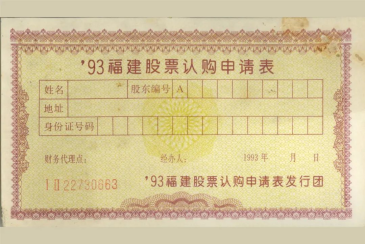 '93福建股票认购申请表
姓名 股东编号 A
地址
身份证号码
财务代理点: 经办人: 1993年 月 日
1 Ⅱ 22730663
'93福建股票认购申请表发行团